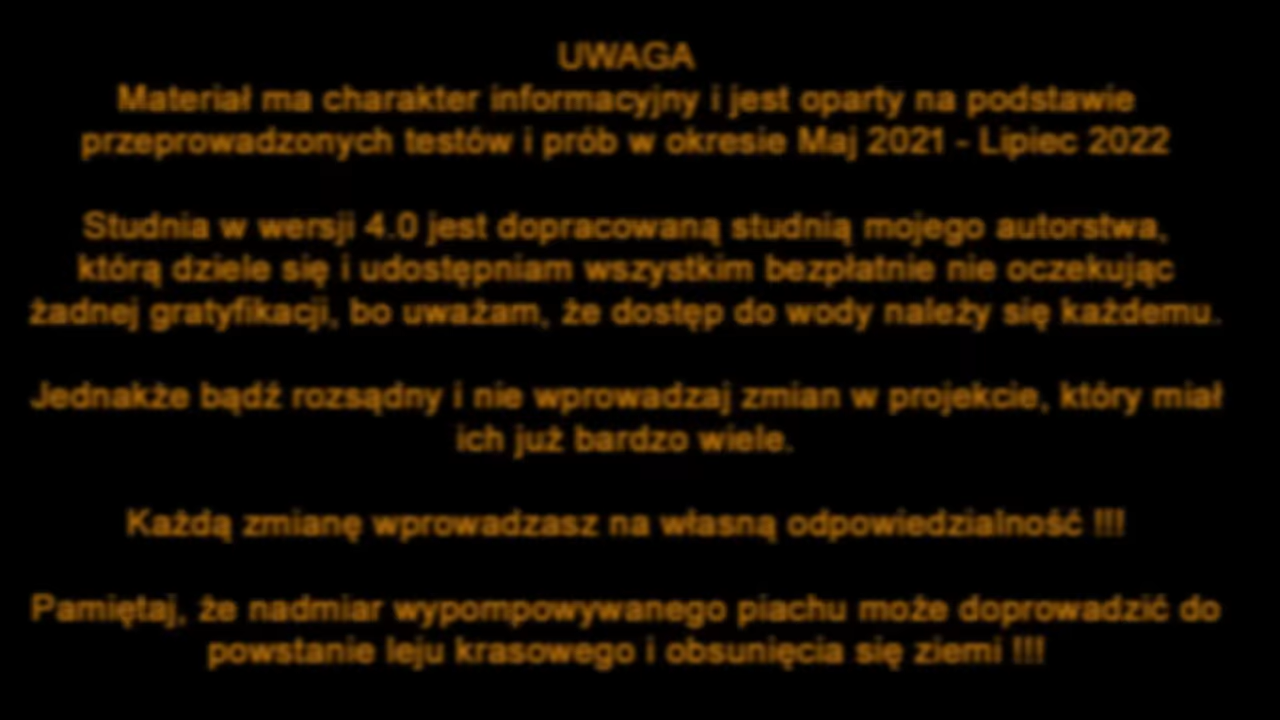 UWAGA
Materiał ma charakter informacyjny i jest oparty na podstawie
przeprowadzonych testów i prób w okresie Maj 2021 - Lipiec 2022
Studnia w wersji 4.0 jest dopracowaną studnią mojego autorstwa,
którą dziele się i udostępniam wszystkim bezpłatnie nie oczekując
żadnej gratyfikacji, bo uważam, że dostęp do wody należy się każdemu.
Jednakże bądź rozsądny i nie wprowadzaj zmian w projekcie, który miał
ich już bardzo wiele.
Każdą zmianę wprowadzasz na własną odpowiedzialność !!!
Pamiętaj, że nadmiar wypompowywanego piachu może doprowadzić do
powstanie leju krasowego i obsunięcia się ziemi !!!